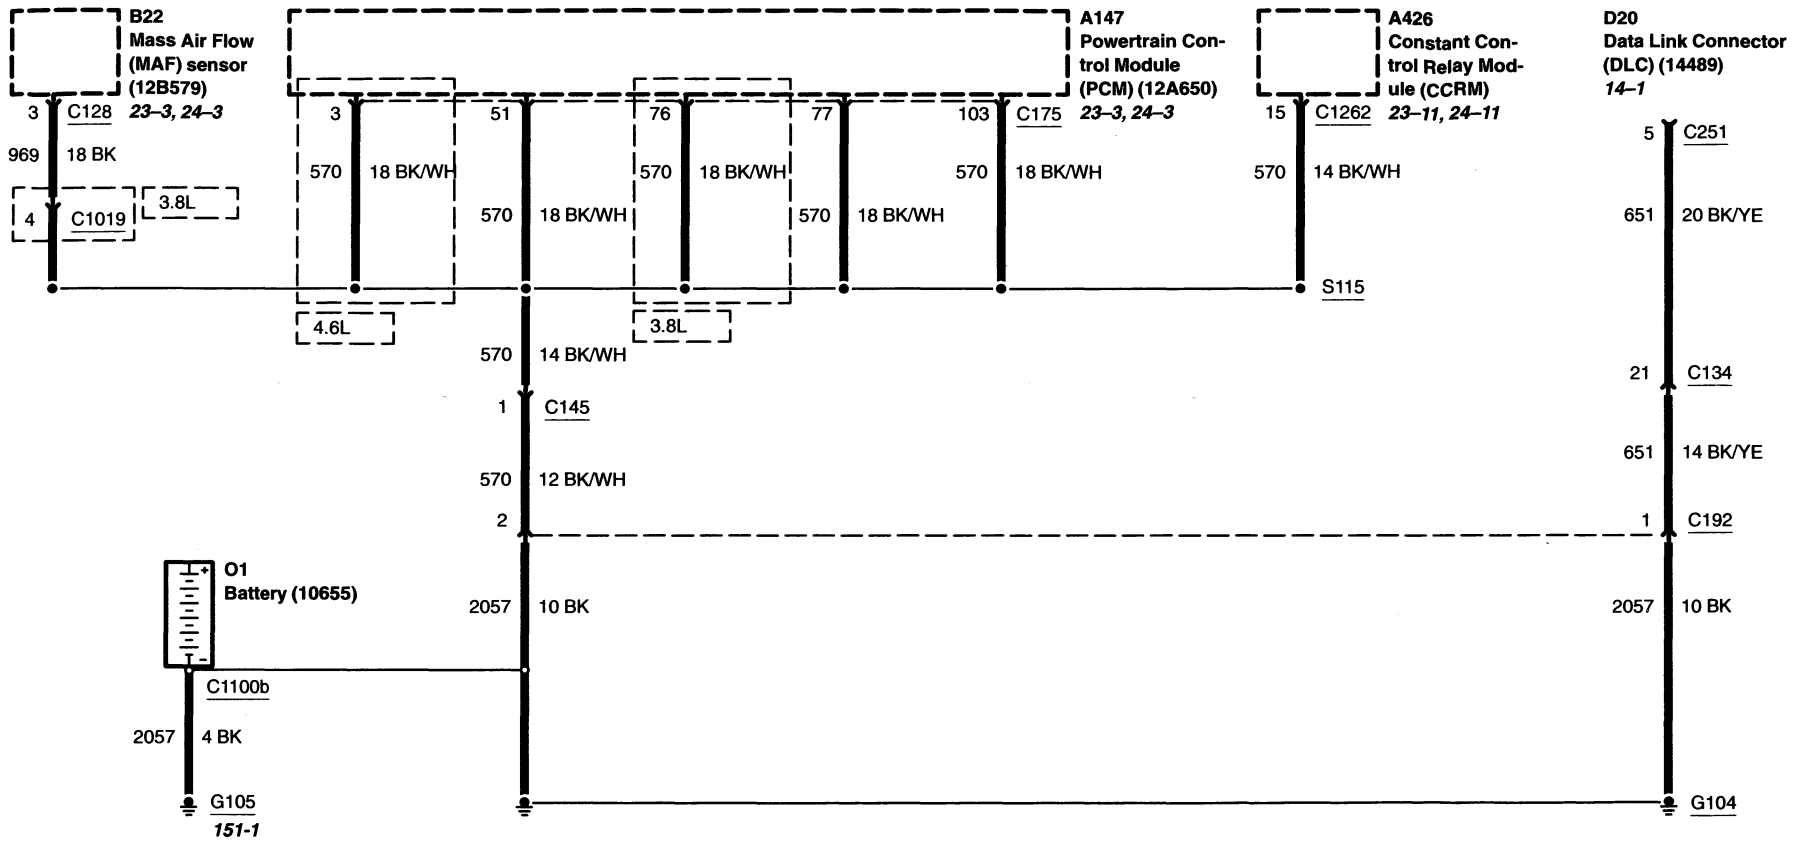 B22
Mass Air Flow
(MAF) sensor
(12B579)
23–3, 24–3
A147
Powertrain Con-
trol Module
(PCM) (12A650)
23–3, 24–3
A426
Constant Con-
trol Relay Mod-
ule (CCRM)
23–11, 24–11
D20
Data Link Connector
(DLC) (14489)
14–1
3 C128
3 51 76 77 103 C175
15 C1262
5 C251
969 18 BK
570 18 BK/WH
570 18 BK/WH
570 18 BK/WH
570 14 BK/WH
4 C1019
3.8L
570 18 BK/WH
570 18 BK/WH
651 20 BK/YE
S115
4.6L
3.8L
570 14 BK/WH
21 C134
1 C145
651 14 BK/YE
570 12 BK/WH
2
1 C192
+
O1
Battery (10655)
2057 10 BK
2057 10 BK
–
C1100b
2057 4 BK
G105
151-1
G104